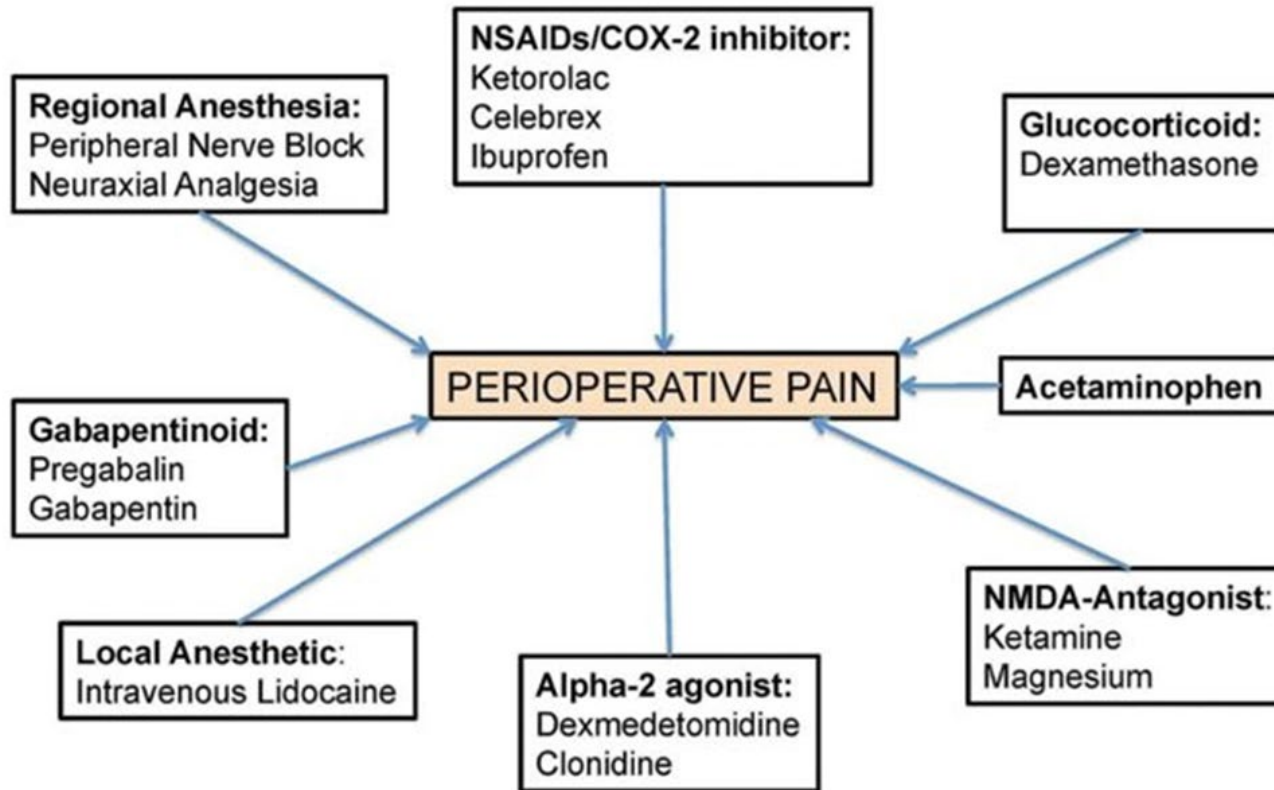 NSAIDs/COX-2 inhibitor:
Ketorolac
Celebrex
Ibuprofen
Regional Anesthesia:
Peripheral Nerve Block
Neuraxial Analgesia
Glucocorticoid:
Dexamethasone
PERIOPERATIVE PAIN
Acetaminophen
Gabapentinoid:
Pregabalin
Gabapentin
NMDA-Antagonist:
Ketamine
Magnesium
Local Anesthetic:
Intravenous Lidocaine
Alpha-2 agonist:
Dexmedetomidine
Clonidine